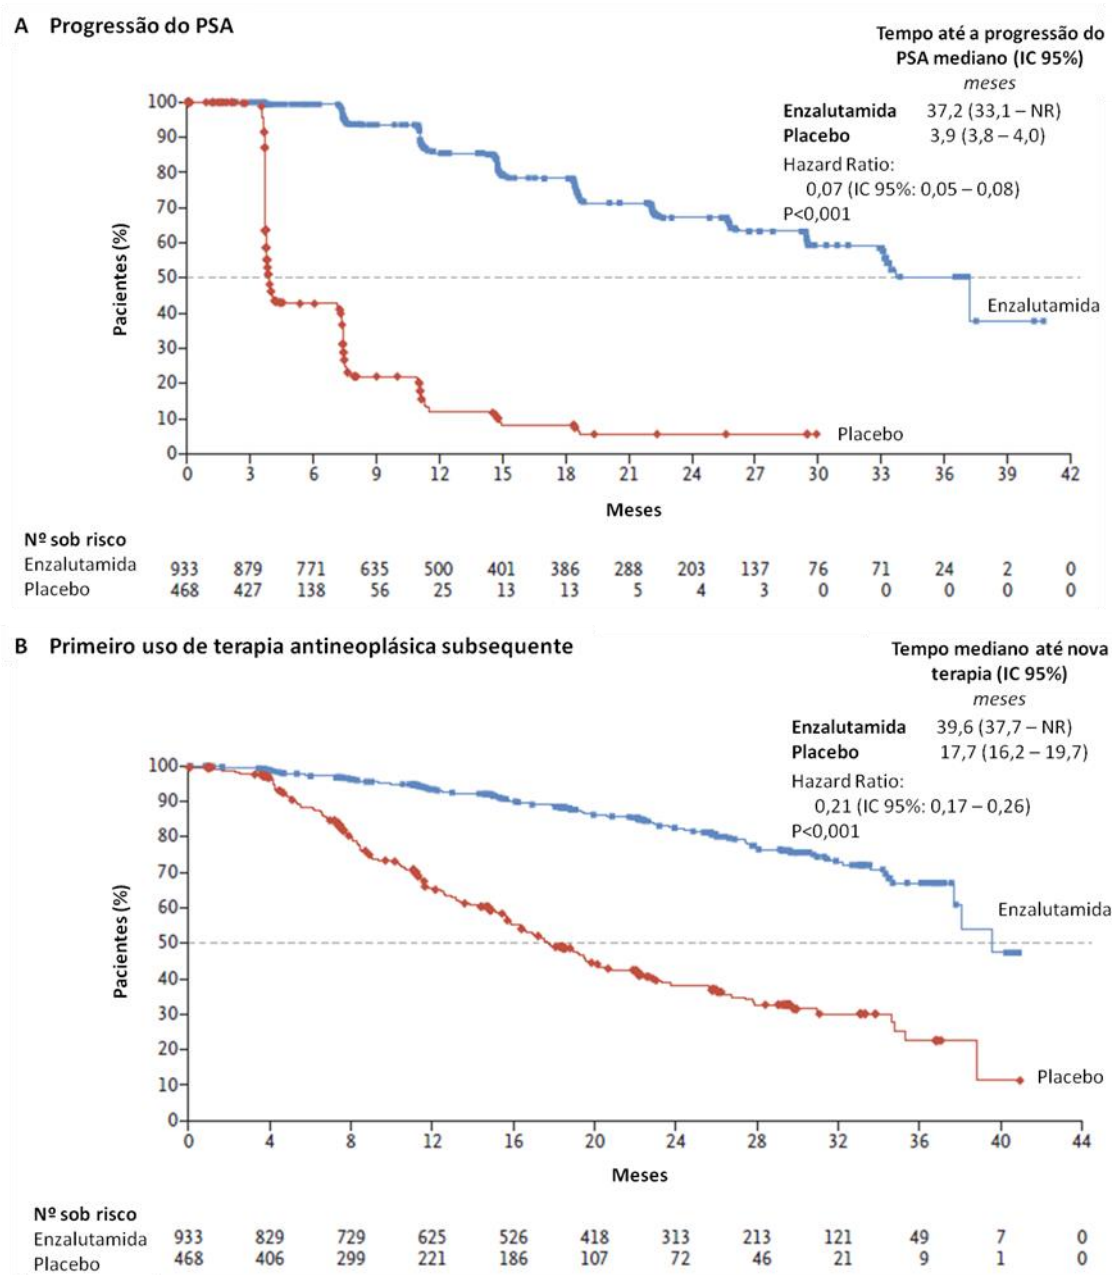 A Progressão do PSA
Tempo até a progressão do
PSA mediano (IC 95%)
meses
Enzalutamida 37,2 (33,1 – NR)
Placebo 3,9 (3,8 – 4,0)
Hazard Ratio:
0,07 (IC 95%: 0,05 – 0,08)
P<0,001
Pacientes (%)
100
90
80
70
60
50
40
30
20
10
0
Enzalutamida
Placebo
0 3 6 9 12 15 18 21 24 27 30 33 36 39 42
Meses
Nº sob risco
Enzalutamida 933 879 771 635 500 401 386 288 203 137 76 71 24 2 0
Placebo 468 427 138 56 25 13 13 5 4 3 0 0 0 0 0
B Primeiro uso de terapia antineoplásica subsequente
Tempo mediano até nova
terapia (IC 95%)
meses
Enzalutamida 39,6 (37,7 – NR)
Placebo 17,7 (16,2 – 19,7)
Hazard Ratio:
0,21 (IC 95%: 0,17 – 0,26)
P<0,001
Pacientes (%)
100
90
80
70
60
50
40
30
20
10
0
Enzalutamida
Placebo
0 4 8 12 16 20 24 28 32 36 40 44
Meses
Nº sob risco
Enzalutamida 933 829 729 625 526 418 313 213 121 49 7 0
Placebo 468 406 299 221 186 107 72 46 21 9 1 0